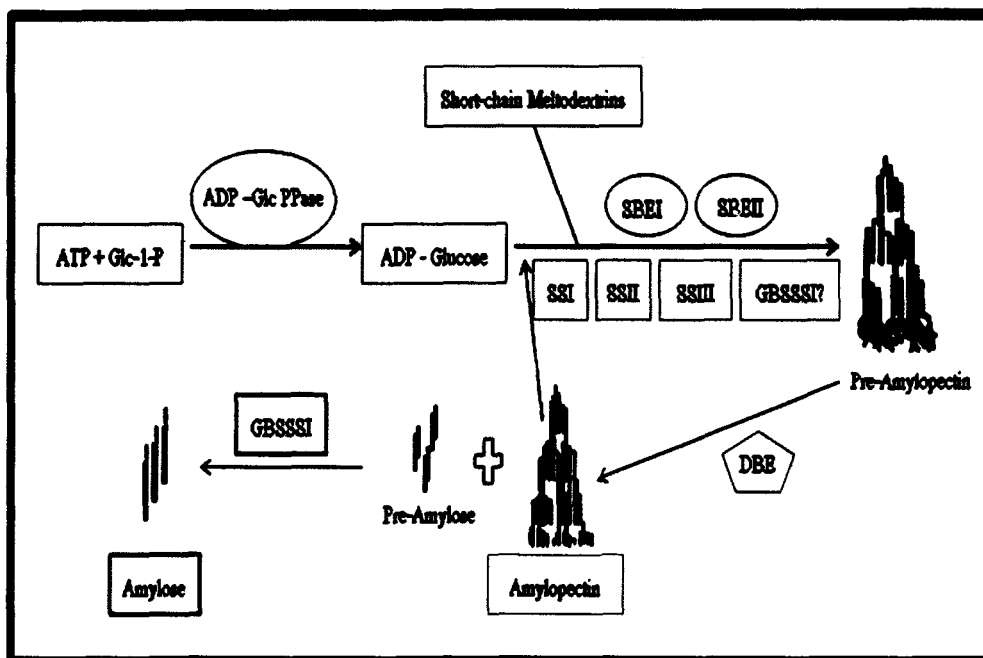 Short-chain Meltodextrins
ADP -Glc PPase
SBEI
SBEII
ATP + Glc-1-P
ADP - Glucose
SSI
SSII
SSIII
GBSSSI?
Pre-Amylopectin
GBSSSI
DBE
Pre-Amylose
Amylose
Amylopectin